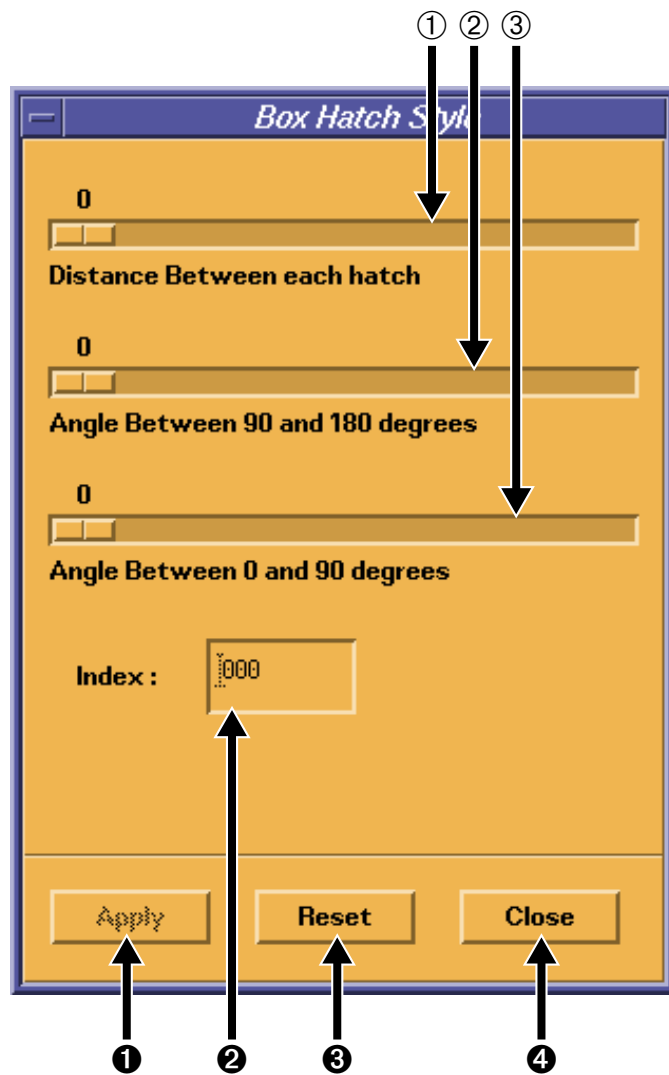 ① ② ③
Box Hatch Style
0
Distance Between each hatch
0
Angle Between 90 and 180 degrees
0
Angle Between 0 and 90 degrees
Index : 000
Apply Reset Close
❶ ❷ ❸ ❹